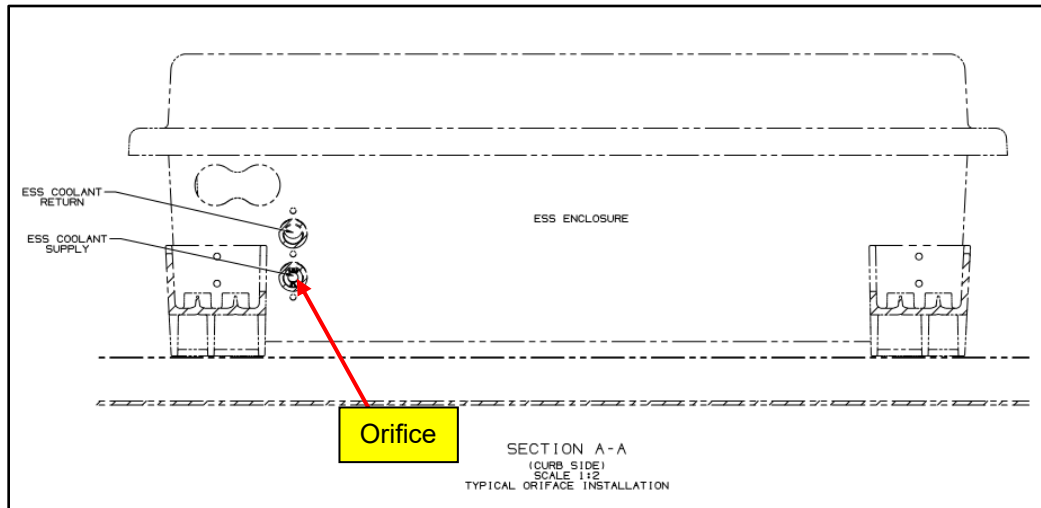 ESS COOLANT
RETURN
ESS COOLANT
SUPPLY
ESS ENCLOSURE
Orifice
SECTION A-A
(CURB SIDE)
SCALE 1:2
TYPICAL ORIFACE INSTALLATION